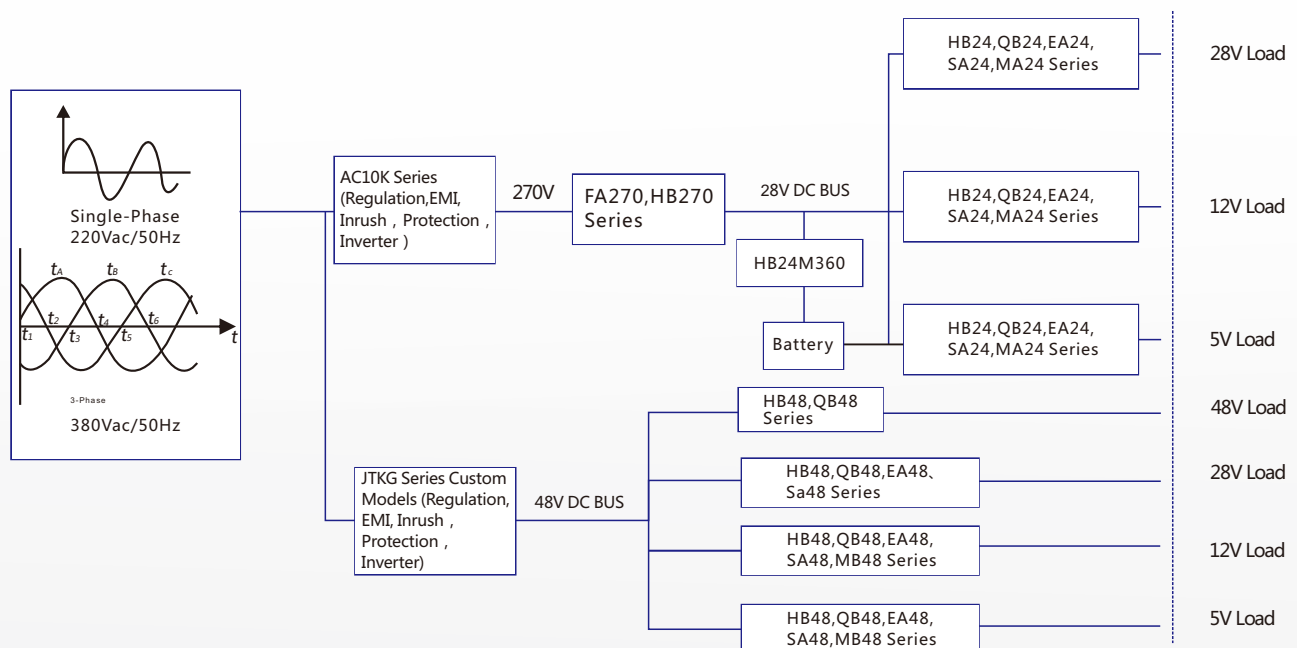 Single-Phase
220Vac/50Hz
tA
tB
tc
t1
t2
t3
t4
t5
t6
t
3-Phase
380Vac/50Hz
AC10K Series
(Regulation,EMI,
Inrush , Protection ,
Inverter )
270V
FA270,HB270
Series
28V DC BUS
HB24M360
Battery
HB24,QB24,EA24,
SA24,MA24 Series
28V Load
HB24,QB24,EA24,
SA24,MA24 Series
12V Load
HB24,QB24,EA24,
SA24,MA24 Series
5V Load
JTKG Series Custom
Models (Regulation,
EMI, Inrush ,
Protection ,
Inverter)
48V DC BUS
HB48,QB48
Series
48V Load
HB48,QB48,EA48、
Sa48 Series
28V Load
HB48,QB48,EA48,
SA48,MB48 Series
12V Load
HB48,QB48,EA48,
SA48,MB48 Series
5V Load